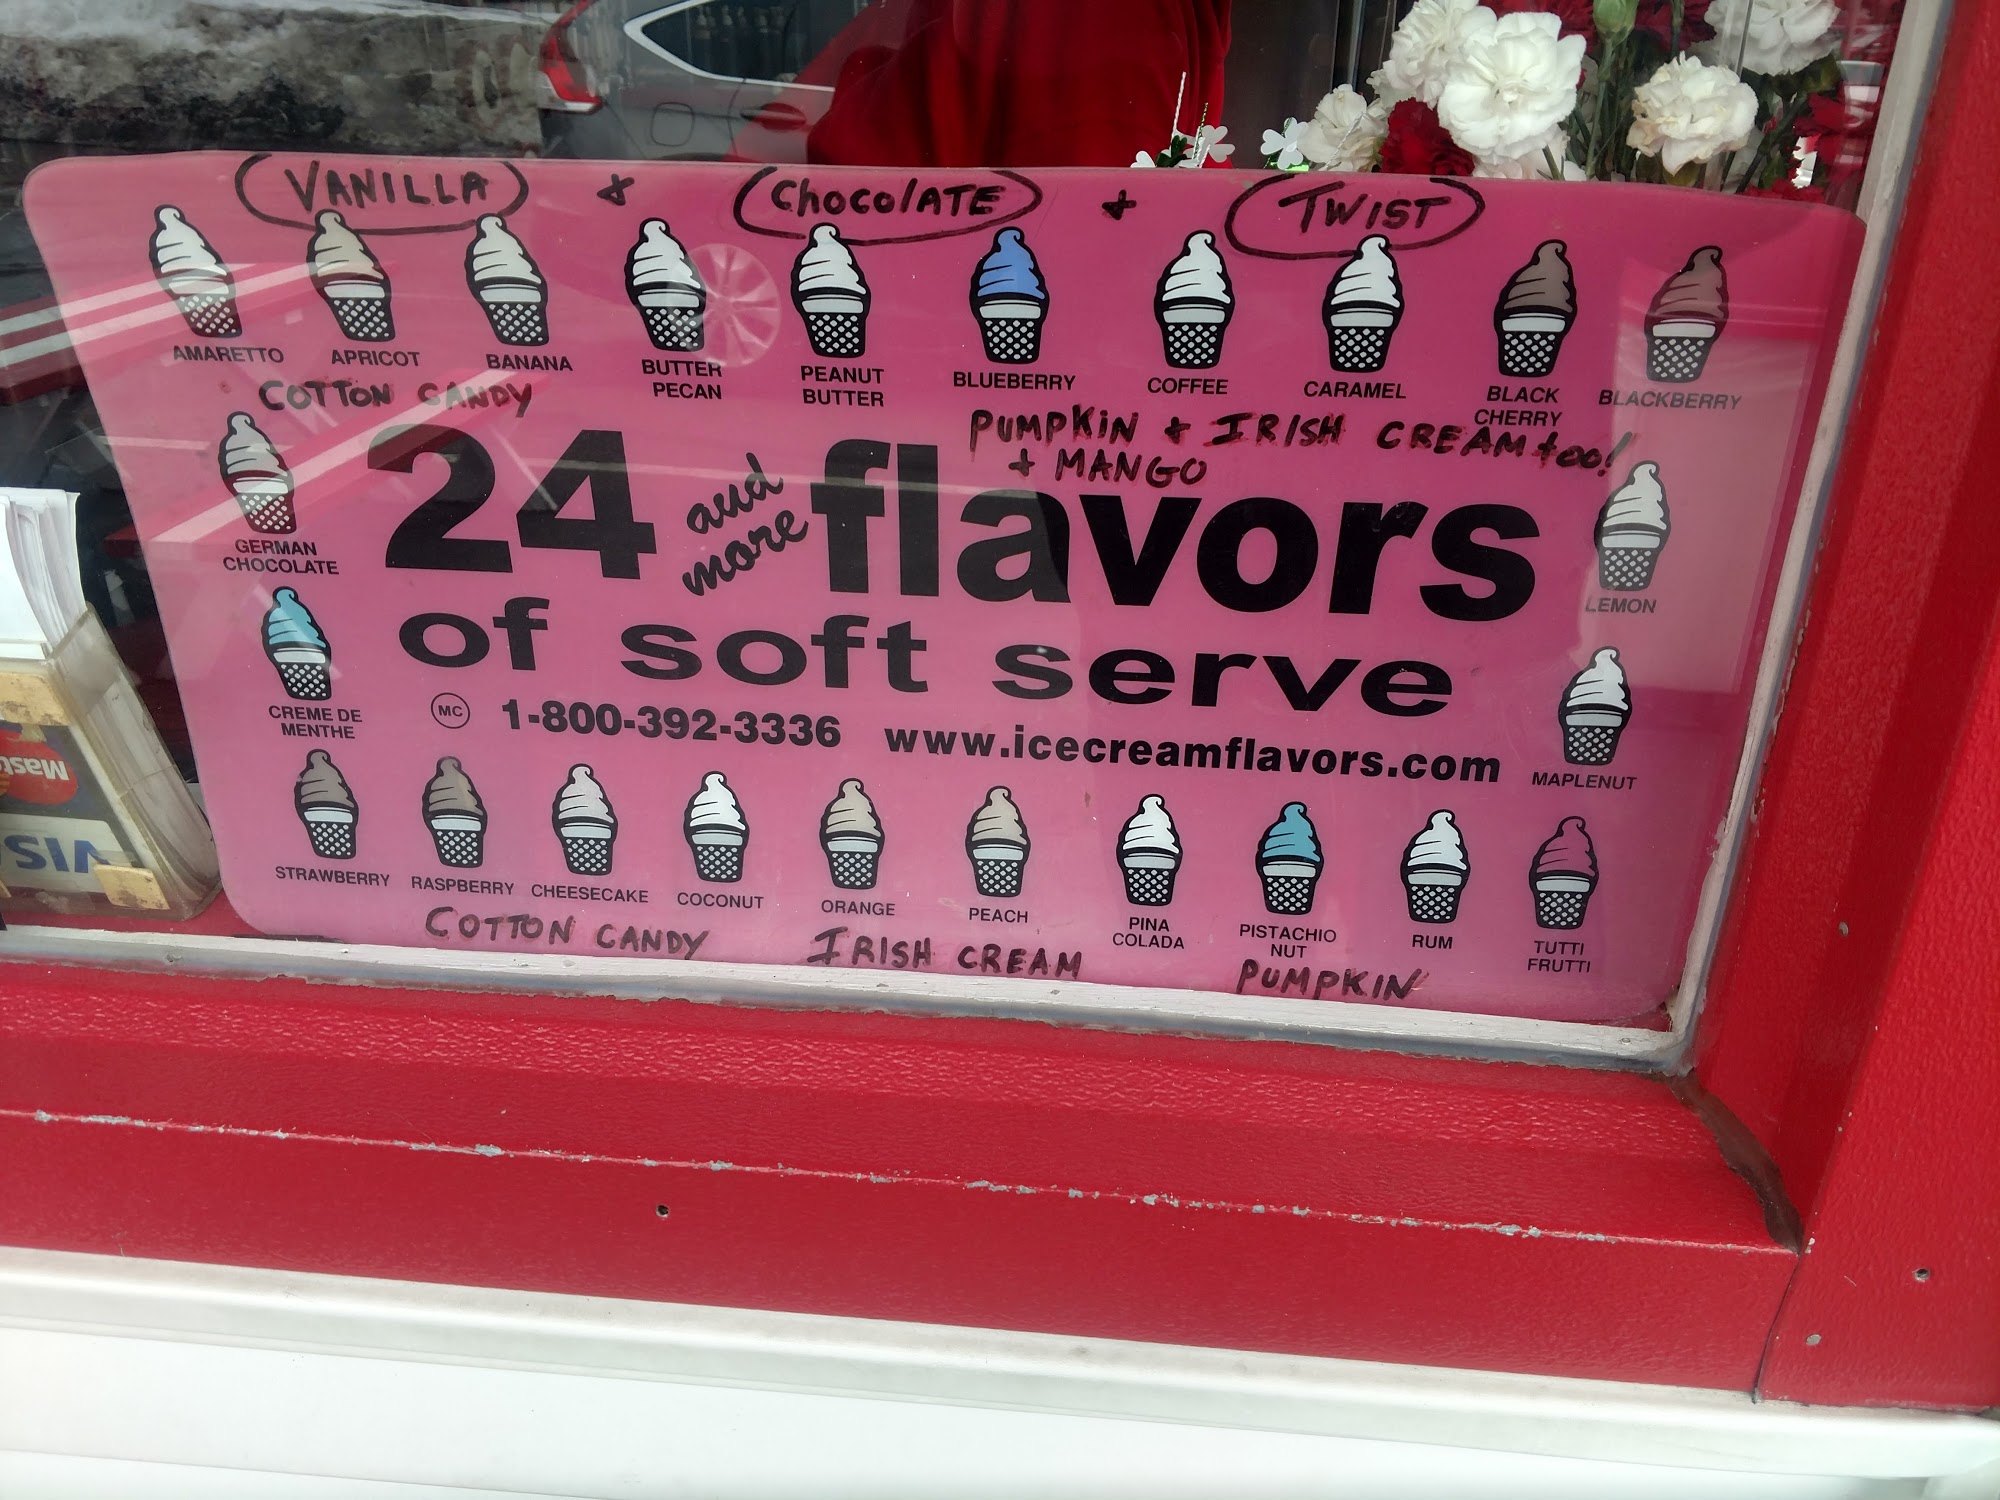 VANILLA & ChocolATE + TWIST
AMARETTO APRICOT BANANA BUTTER PECAN PEANUT BUTTER BLUEBERRY COFFEE CARAMEL BLACK CHERRY BLACKBERRY
COTTON CANDY
PUMPKiN + IRISH CREAM too!
+ MANGO
GERMAN CHOCOLATE
24 and more flavors
LEMON
of soft serve
CREME DE MENTHE
MC 1-800-392-3336 www.icecreamflavors.com
MAPLENUT
STRAWBERRY RASPBERRY CHEESECAKE COCONUT ORANGE PEACH PINA COLADA PISTACHIO NUT RUM TUTTI FRUTTI
COTTON CANDY IRISH CREAM PUMPKIN